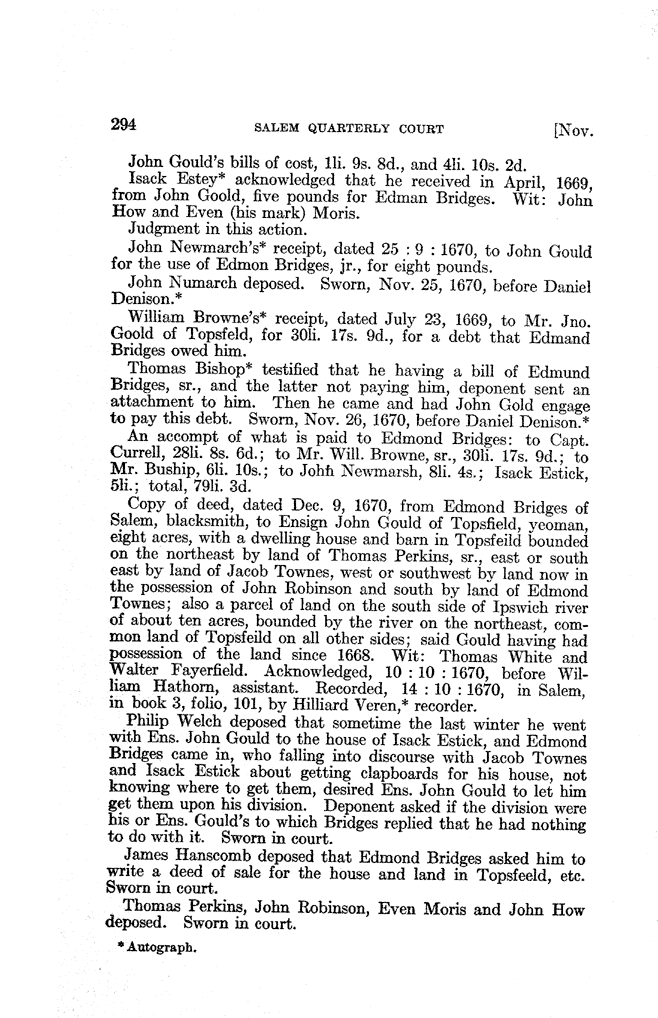 294 SALEM QUARTERLY COURT [Nov.
John Gould's bills of cost, 1li. 9s. 8d., and 4li. 10s. 2d.
Isack Estey* acknowledged that he received in April, 1669,
from John Goold, five pounds for Edman Bridges. Wit: John
How and Even (his mark) Moris.
Judgment in this action.
John Newmarch's* receipt, dated 25 : 9 : 1670, to John Gould
for the use of Edmon Bridges, jr., for eight pounds.
John Numarch deposed. Sworn, Nov. 25, 1670, before Daniel
Denison.*
William Browne's* receipt, dated July 23, 1669, to Mr. Jno.
Goold of Topsfeld, for 30li. 17s. 9d., for a debt that Edmand
Bridges owed him.
Thomas Bishop* testified that he having a bill of Edmund
Bridges, sr., and the latter not paying him, deponent sent an
attachment to him. Then he came and had John Gold engage
to pay this debt. Sworn, Nov. 26, 1670, before Daniel Denison.*
An accompt of what is paid to Edmond Bridges: to Capt.
Currell, 28li. 8s. 6d.; to Mr. Will. Browne, sr., 30li. 17s. 9d.; to
Mr. Buship, 6li. 10s.; to John Newmarsh, 8li. 4s.; Isack Estick,
5li.; total, 79li. 3d.
Copy of deed, dated Dec. 9, 1670, from Edmond Bridges of
Salem, blacksmith, to Ensign John Gould of Topsfield, yeoman,
eight acres, with a dwelling house and barn in Topsfeild bounded
on the northeast by land of Thomas Perkins, sr., east or south
east by land of Jacob Townes, west or southwest by land now in
the possession of John Robinson and south by land of Edmond
Townes; also a parcel of land on the south side of Ipswich river
of about ten acres, bounded by the river on the northeast, com-
mon land of Topsfeild on all other sides; said Gould having had
possession of the land since 1668. Wit: Thomas White and
Walter Fayerfield. Acknowledged, 10 : 10 : 1670, before Wil-
liam Hathorn, assistant. Recorded, 14 : 10 : 1670, in Salem,
in book 3, folio, 101, by Hilliard Veren,* recorder.
Philip Welch deposed that sometime the last winter he went
with Ens. John Gould to the house of Isack Estick, and Edmond
Bridges came in, who falling into discourse with Jacob Townes
and Isack Estick about getting clapboards for his house, not
knowing where to get them, desired Ens. John Gould to let him
get them upon his division. Deponent asked if the division were
his or Ens. Gould's to which Bridges replied that he had nothing
to do with it. Sworn in court.
James Hanscomb deposed that Edmond Bridges asked him to
write a deed of sale for the house and land in Topsfeeld, etc.
Sworn in court.
Thomas Perkins, John Robinson, Even Moris and John How
deposed. Sworn in court.
* Autograph.